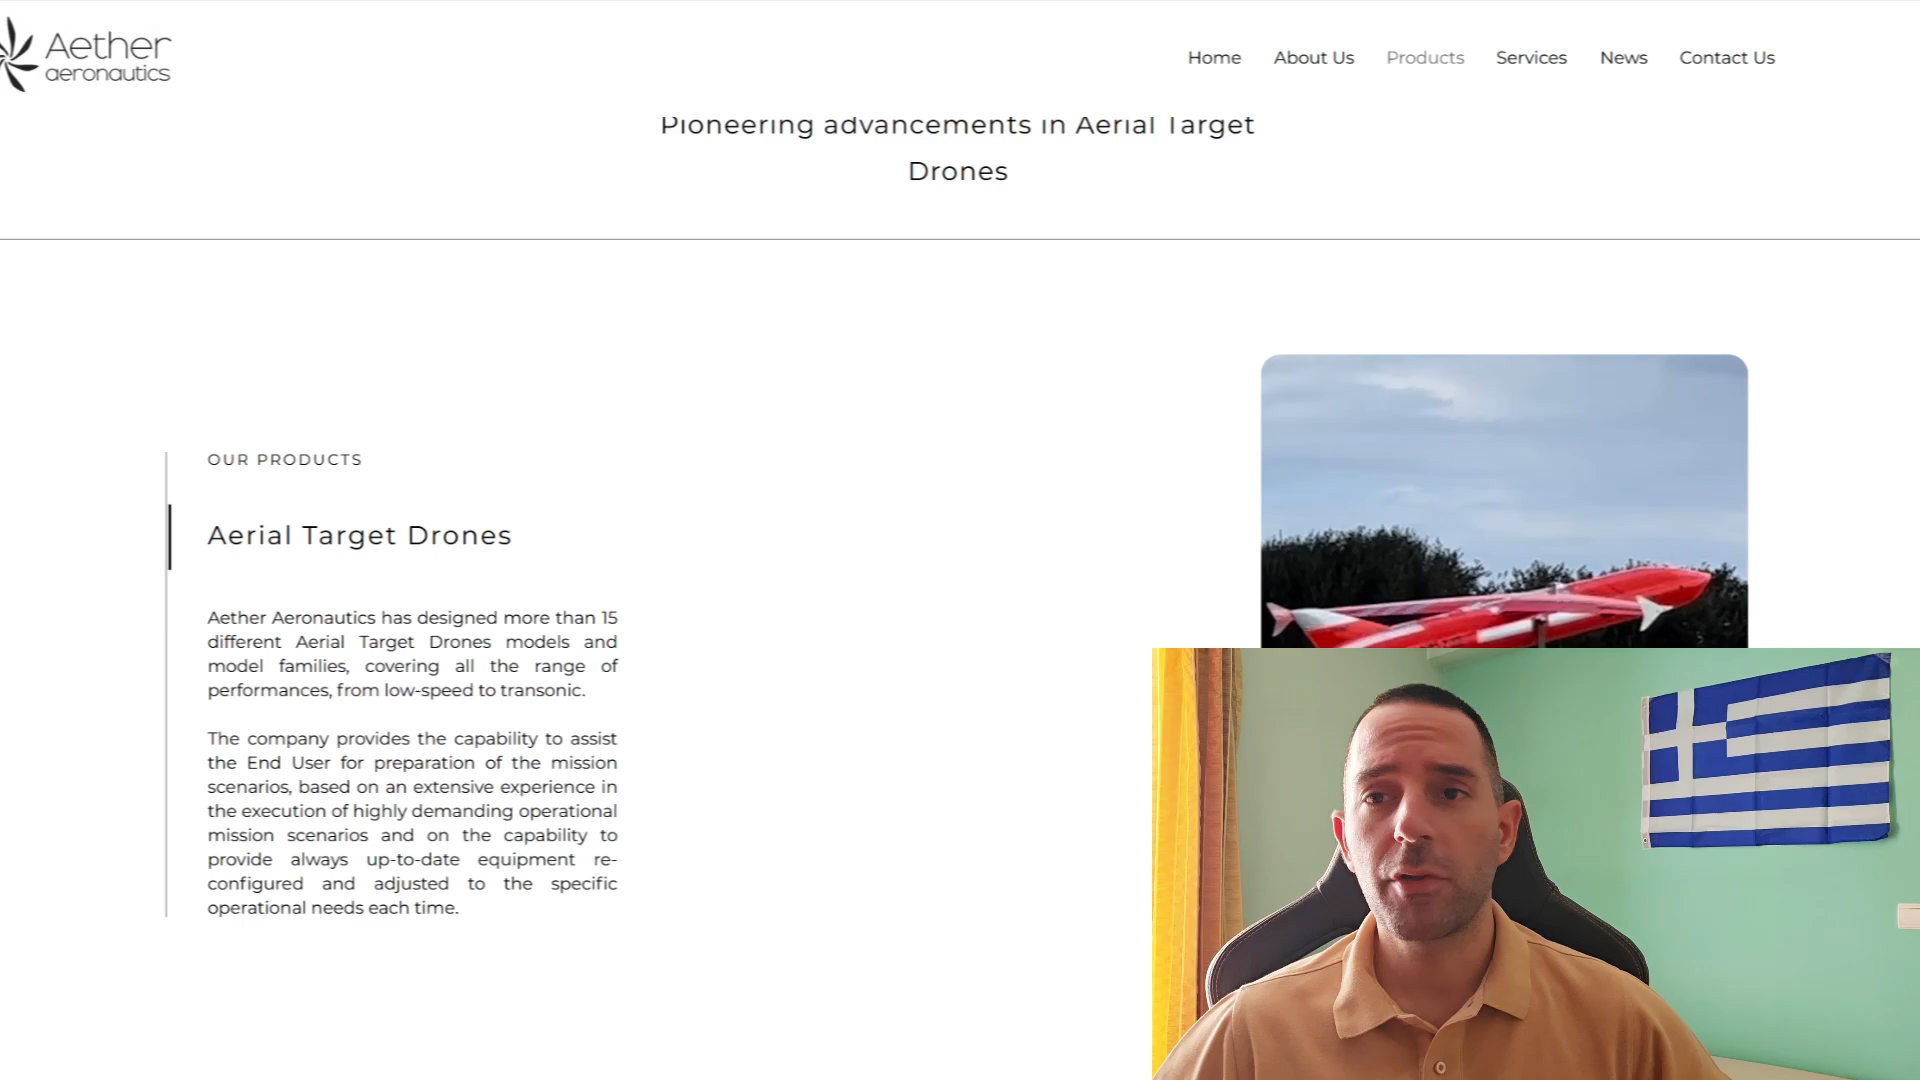 Aether
aeronautics
Home About Us Products Services News Contact Us
Pioneering advancements in Aerial Target
Drones
OUR PRODUCTS
Aerial Target Drones
Aether Aeronautics has designed more than 15
different Aerial Target Drones models and
model families, covering all the range of
performances, from low-speed to transonic.
The company provides the capability to assist
the End User for preparation of the mission
scenarios, based on an extensive experience in
the execution of highly demanding operational
mission scenarios and on the capability to
provide always up-to-date equipment re-
configured and adjusted to the specific
operational needs each time.